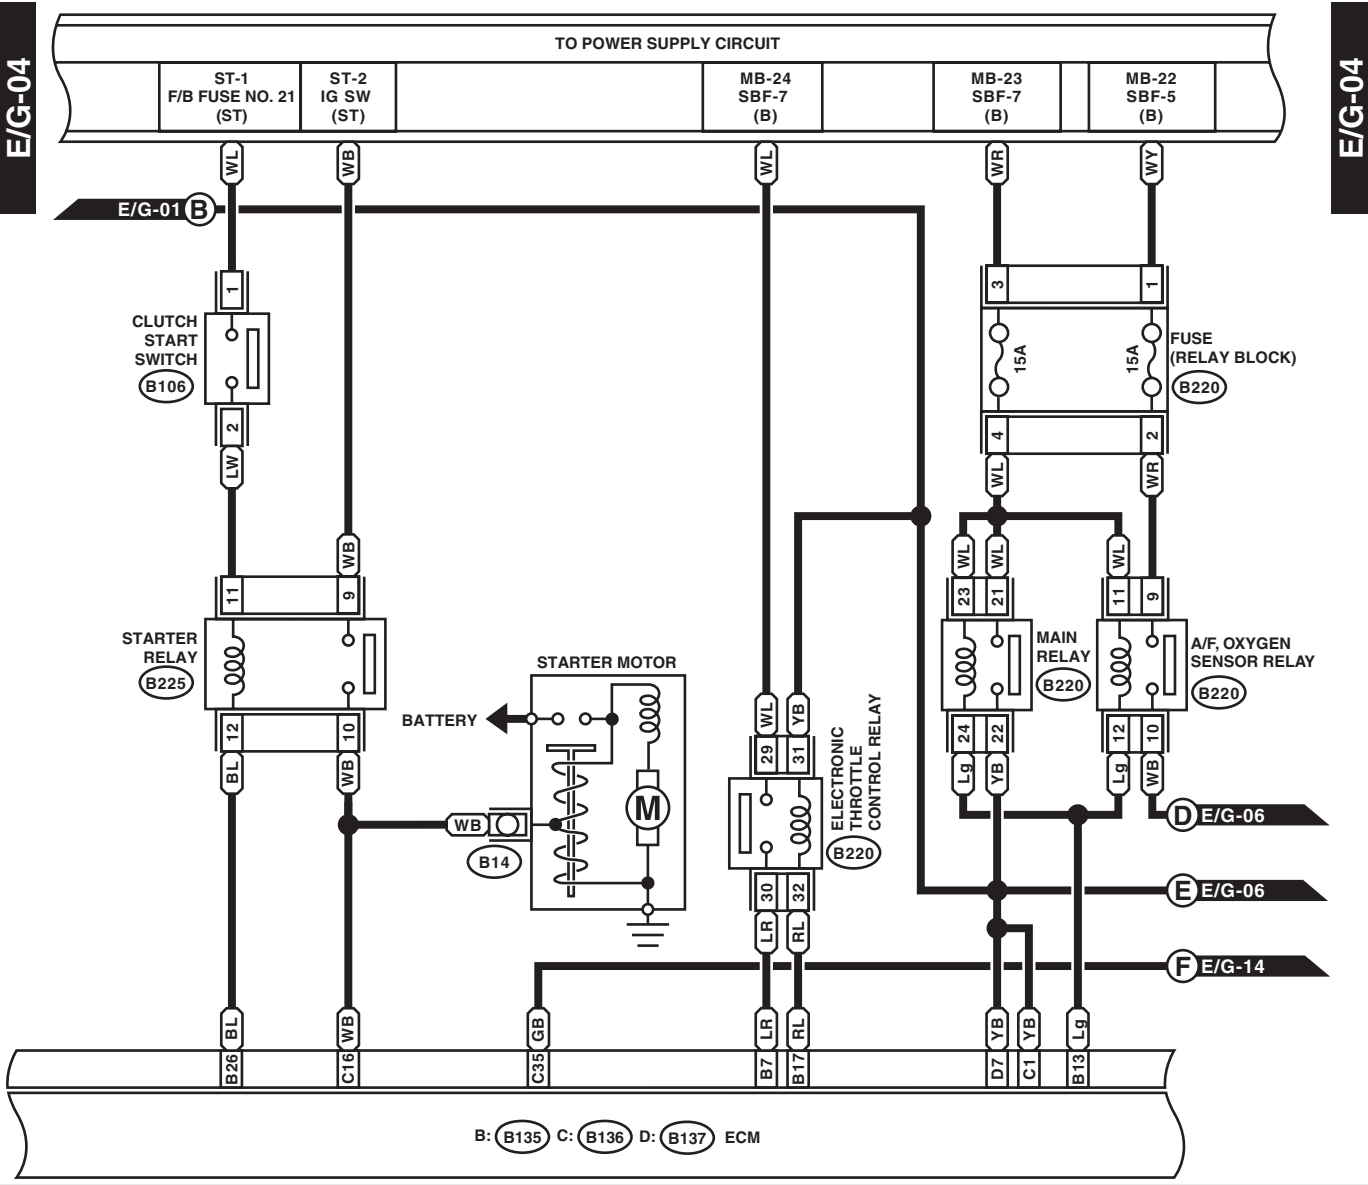 E/G-04
E/G-04
TO POWER SUPPLY CIRCUIT
ST-1
F/B FUSE NO. 21
(ST)
ST-2
IG SW
(ST)
MB-24
SBF-7
(B)
MB-23
SBF-7
(B)
MB-22
SBF-5
(B)
WL
WB
WL
WR
WY
E/G-01 B
1
CLUTCH
START
SWITCH
B106
2
LW
3
1
15A
15A
FUSE
(RELAY BLOCK)
B220
4
2
WL
WR
WB
WL
WL
WL
11
9
STARTER
RELAY
B225
12
10
BL
WB
23
21
MAIN
RELAY
B220
24
22
Lg
YB
11
9
A/F, OXYGEN
SENSOR RELAY
B220
12
10
Lg
WB
STARTER MOTOR
BATTERY
M
WB
B14
WL
YB
29
31
ELECTRONIC
THROTTLE
CONTROL RELAY
B220
30
32
LR
RL
D E/G-06
E E/G-06
F E/G-14
BL
WB
GB
LR
RL
YB
YB
Lg
B26
C16
C35
B7
B17
D7
C1
B13
B: B135 C: B136 D: B137 ECM